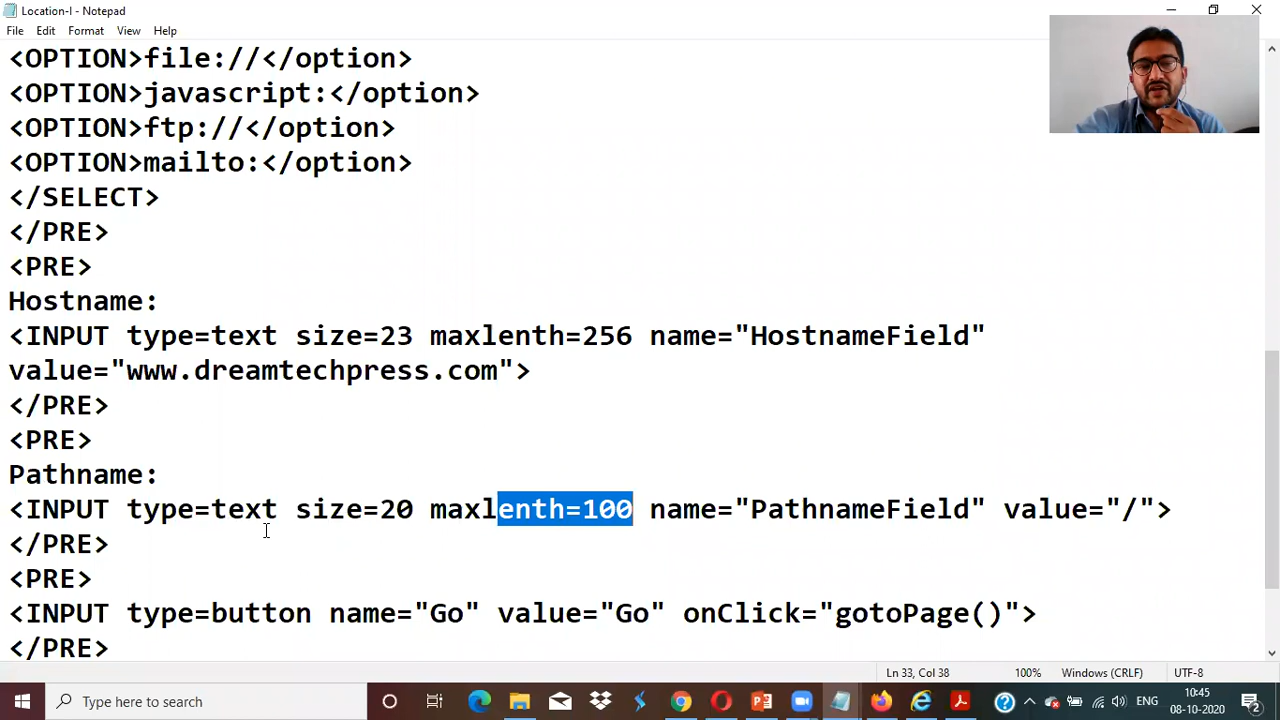 Location-I - Notepad
File Edit Format View Help
<OPTION>file://</option>
<OPTION>javascript:</option>
<OPTION>ftp://</option>
<OPTION>mailto:</option>
</SELECT>
</PRE>
<PRE>
Hostname:
<INPUT type=text size=23 maxlenth=256 name="HostnameField"
value="www.dreamtechpress.com">
</PRE>
<PRE>
Pathname:
<INPUT type=text size=20 maxlenth=100 name="PathnameField" value="/">
</PRE>
<PRE>
<INPUT type=button name="Go" value="Go" onClick="gotoPage()">
</PRE>
Ln 33, Col 38 100% Windows (CRLF) UTF-8
Type here to search
ENG
10:45
08-10-2020
2